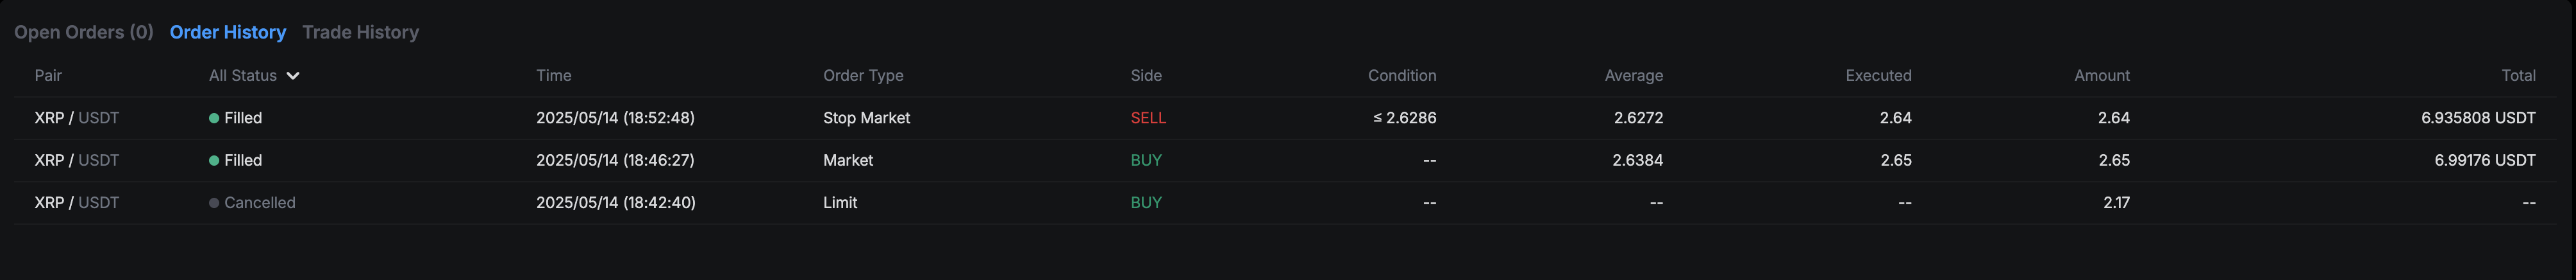 Open Orders (0) Order History Trade History
Pair All Status Time Order Type Side Condition Average Executed Amount Total
XRP / USDT Filled 2025/05/14 (18:52:48) Stop Market SELL ≤ 2.6286 2.6272 2.64 2.64 6.935808 USDT
XRP / USDT Filled 2025/05/14 (18:46:27) Market BUY -- 2.6384 2.65 2.65 6.99176 USDT
XRP / USDT Cancelled 2025/05/14 (18:42:40) Limit BUY -- -- -- 2.17 --